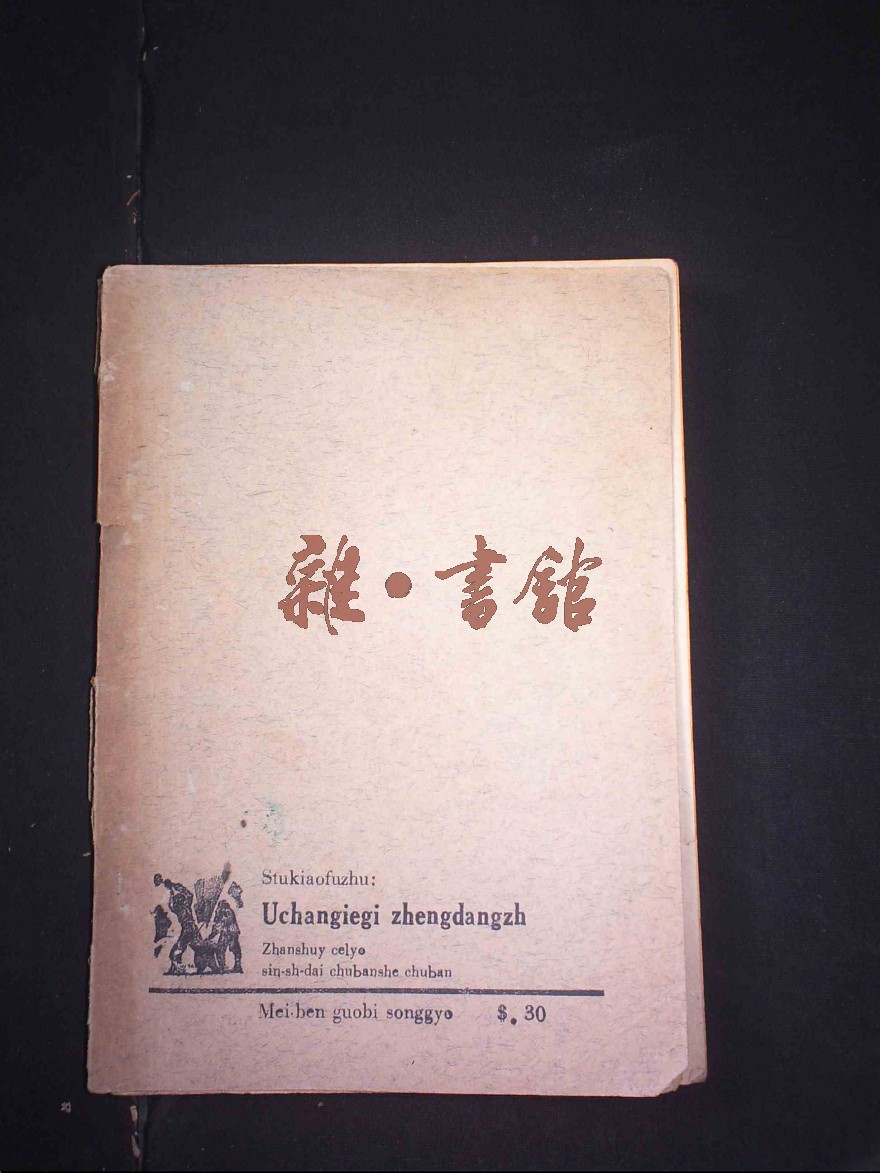 雜·書館
Stukiaofuzhu:
Uchangiegi zhengdangzh
Zhanshuy celyo
sin-sh-dai chubanshe chuban
Mei-ben guobi songgyo $.30